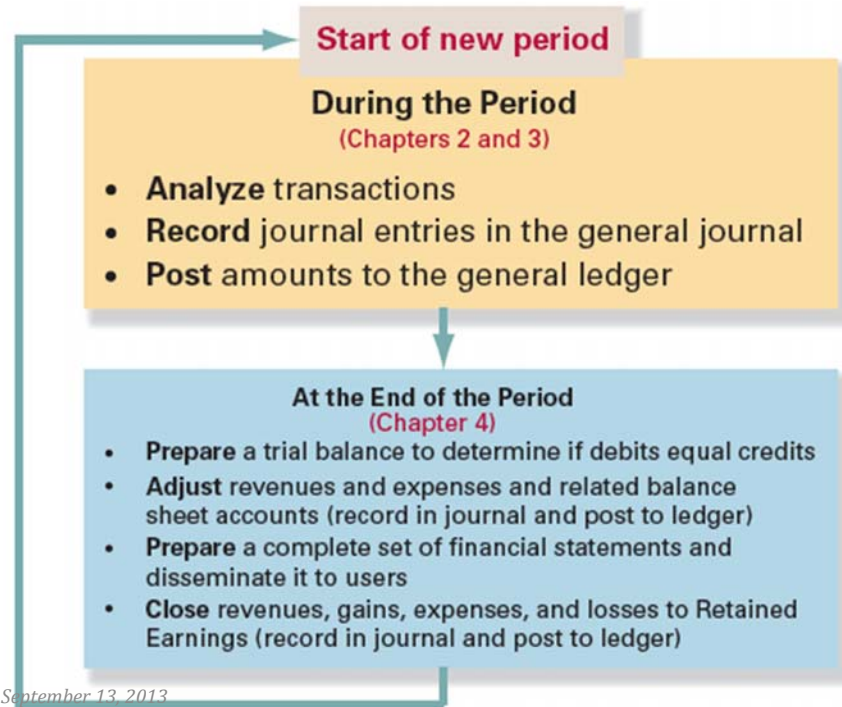 Start of new period
During the Period
(Chapters 2 and 3)
• Analyze transactions
• Record journal entries in the general journal
• Post amounts to the general ledger
At the End of the Period
(Chapter 4)
• Prepare a trial balance to determine if debits equal credits
• Adjust revenues and expenses and related balance
sheet accounts (record in journal and post to ledger)
• Prepare a complete set of financial statements and
disseminate it to users
• Close revenues, gains, expenses, and losses to Retained
Earnings (record in journal and post to ledger)
September 13, 2013